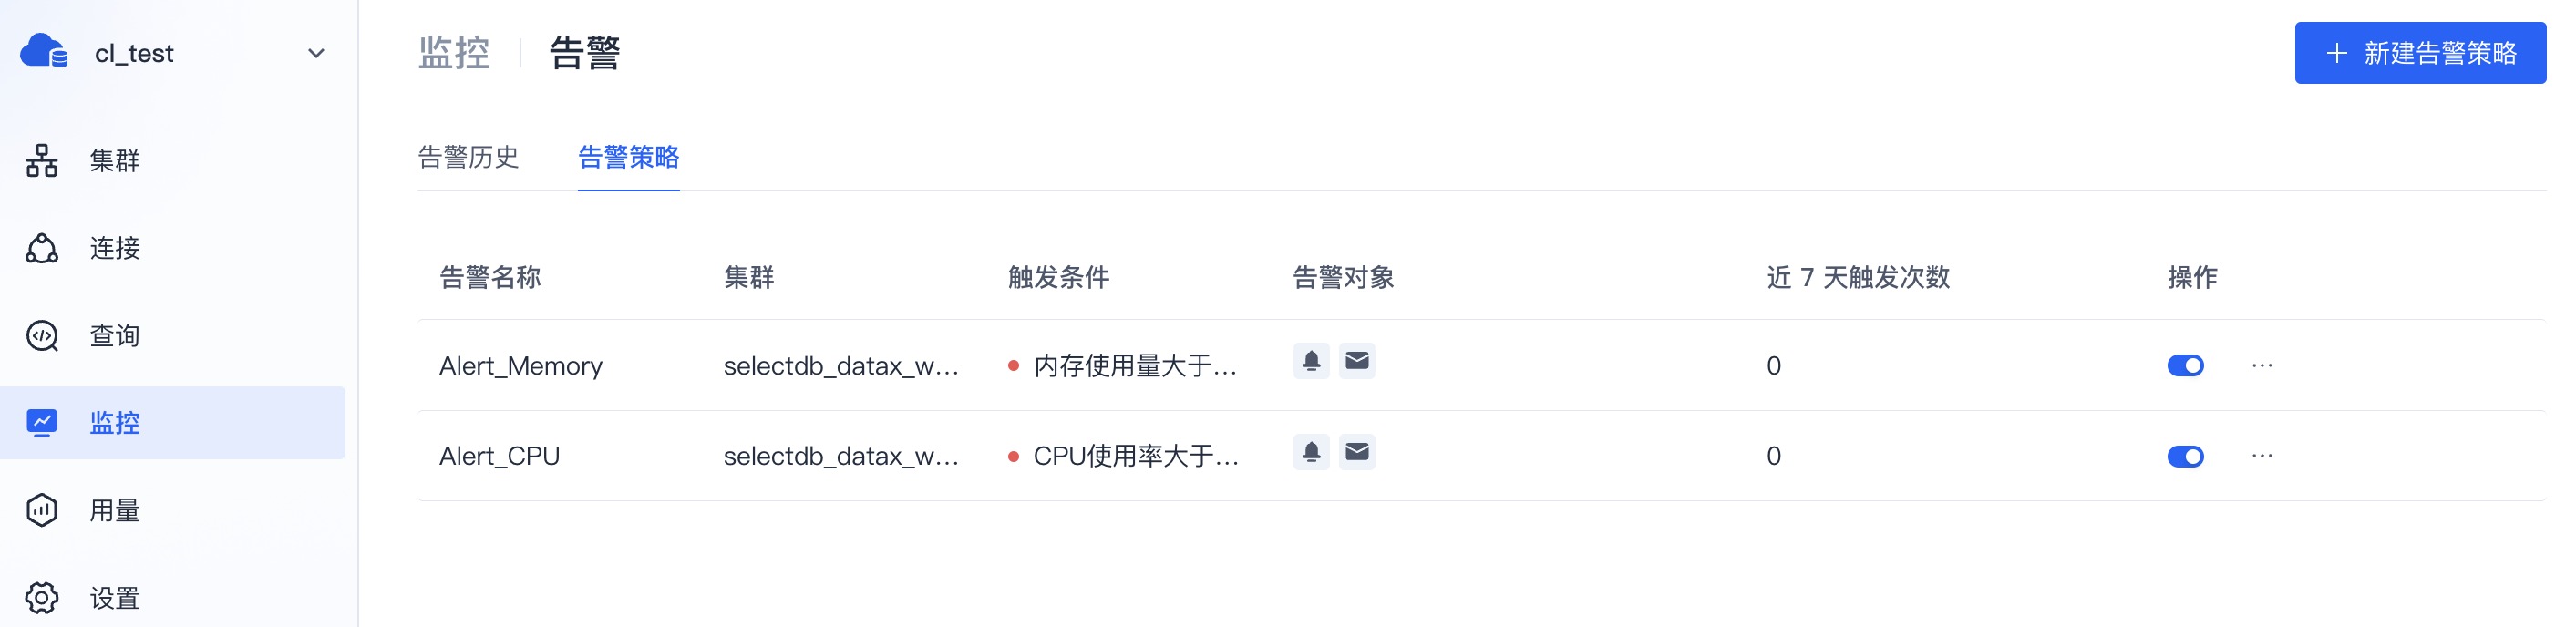 cl_test
集群
连接
查询
监控
用量
设置
监控 告警
+ 新建告警策略
告警历史 告警策略
告警名称 集群 触发条件 告警对象 近 7 天触发次数 操作
Alert_Memory selectdb_datax_w... 内存使用量大于... 0 ...
Alert_CPU selectdb_datax_w... CPU使用率大于... 0 ...